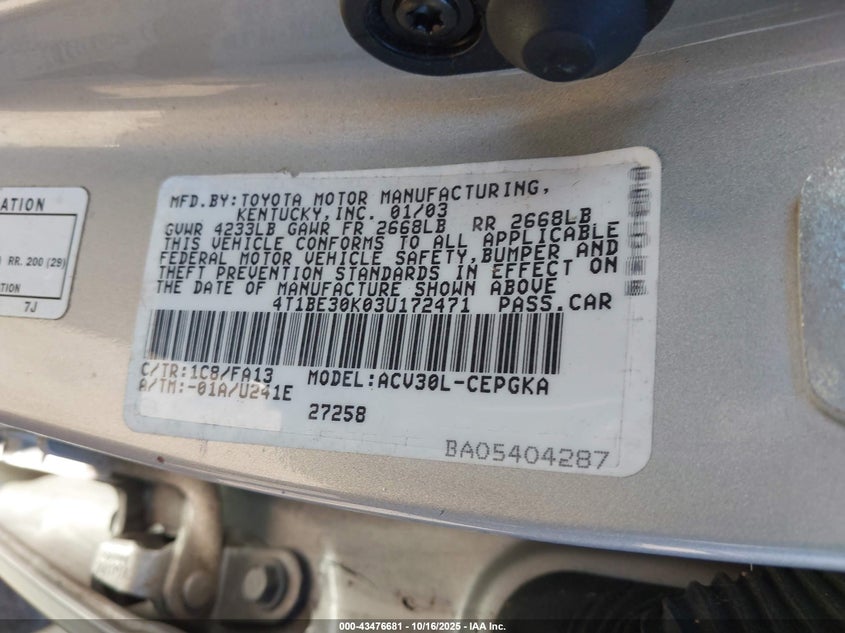 ATION
RR. 200 (29)
TION
7J
MFD.BY:TOYOTA MOTOR MANUFACTURING,
KENTUCKY,INC. 01/03
GVWR 4233LB GAWR FR 2668LB RR 2668LB
THIS VEHICLE CONFORMS TO ALL APPLICABLE
FEDERAL MOTOR VEHICLE SAFETY,BUMPER AND
THEFT PREVENTION STANDARDS IN EFFECT ON
THE DATE OF MANUFACTURE SHOWN ABOVE
4T1BE30K03U172471 PASS.CAR
C/TR:1C8/FA13 MODEL:ACV30L-CEPGKA
A/TM:-01A/U241E
27258
BA05404287
000-43476681 - 10/16/2025 - IAA Inc.